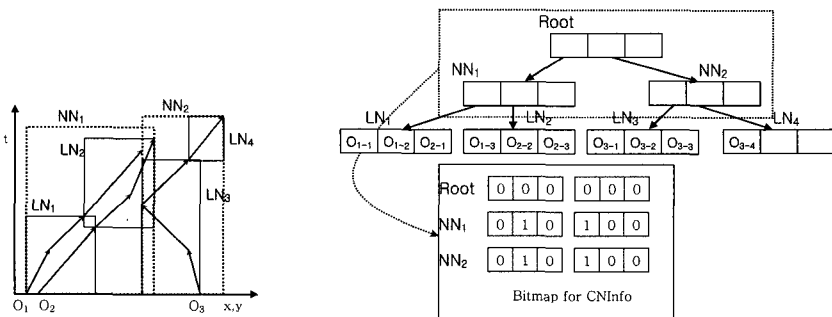 t
NN1
NN2
LN2
LN4
LN1
LN3
O1 O2 O3 x,y
Root
NN1
NN2
LN1
LN2
LN3
LN4
O1-1 O1-2 O2-1
O1-3 O2-2 O2-3
O3-1 O3-2 O3-3
O3-4
Root 0 0 0 0 0 0
NN1 0 1 0 1 0 0
NN2 0 1 0 1 0 0
Bitmap for CNInfo